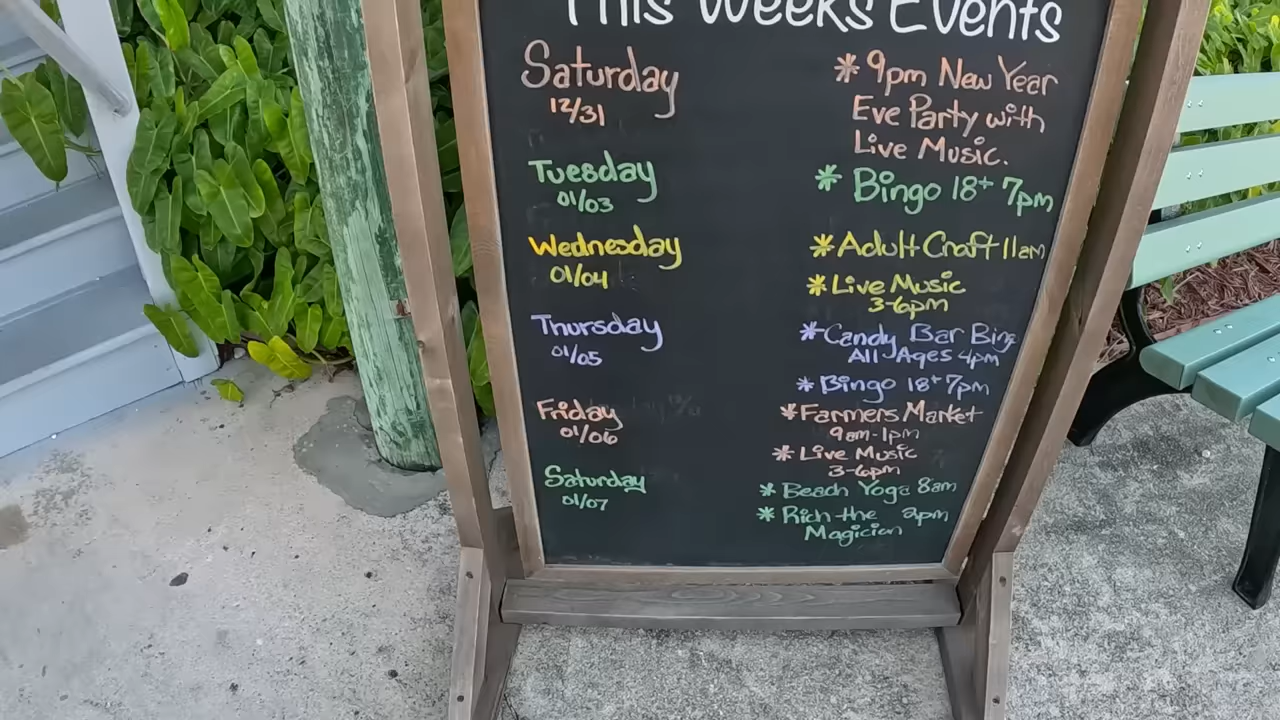 This Weeks Events
Saturday
12/31
* 9pm New Year
Eve Party with
Live Music.
Tuesday
01/03
* Bingo 18+ 7pm
Wednesday
01/04
* Adult Craft 11am
* Live Music
3-6pm
Thursday
01/05
* Candy Bar Bing
All Ages 4pm
* Bingo 18+ 7pm
Friday
01/06
* Farmers Market
9am-1pm
* Live Music
3-6pm
Saturday
01/07
* Beach Yoga 8am
* Rich the 2pm
Magician